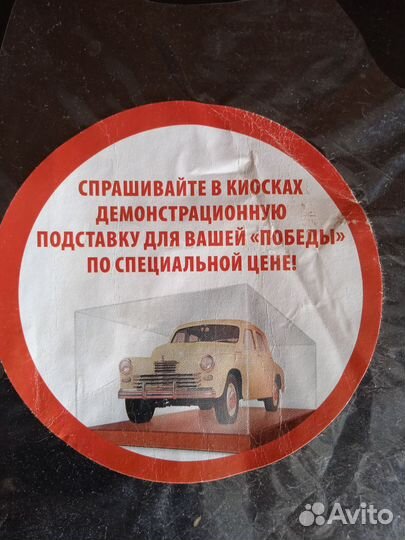 СПРАШИВАЙТЕ В КИОСКАХ
ДЕМОНСТРАЦИОННУЮ
ПОДСТАВКУ ДЛЯ ВАШЕЙ «ПОБЕДЫ»
ПО СПЕЦИАЛЬНОЙ ЦЕНЕ!
Avito